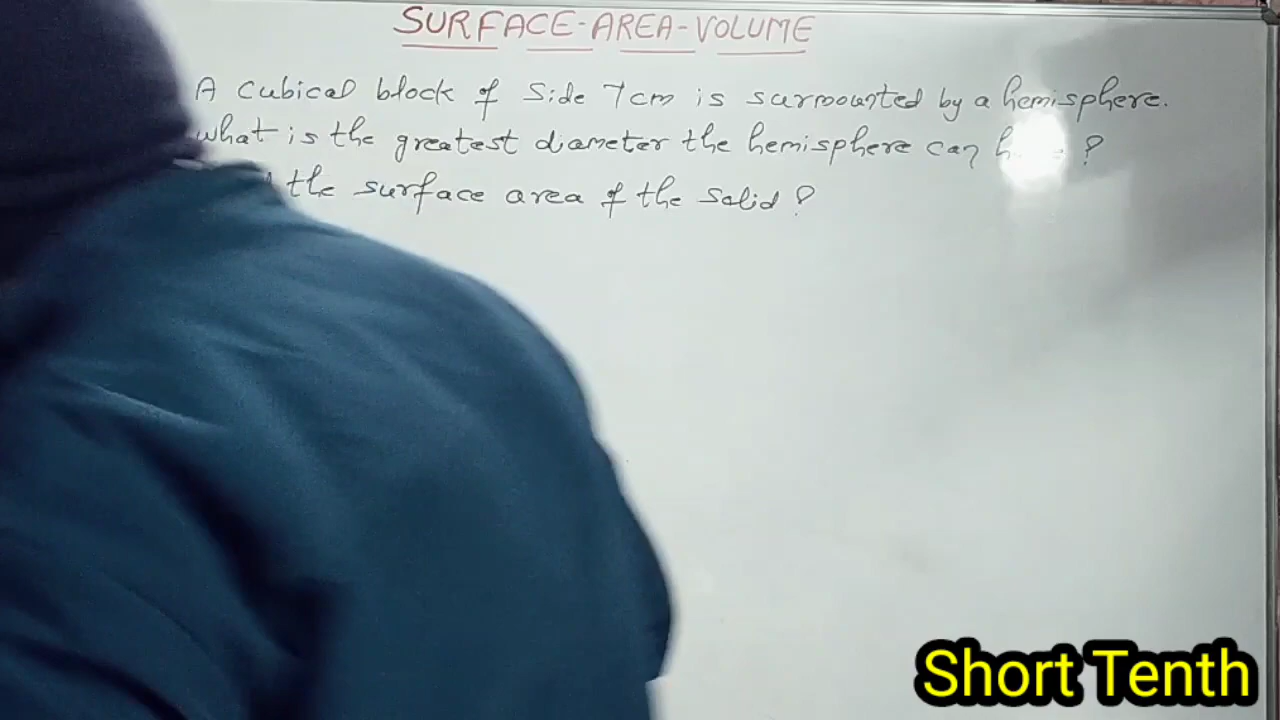 SURFACE-AREA-VOLUME
A cubical block of side 7cm is surmounted by a hemisphere.
what is the greatest diameter the hemisphere can ?
the surface area of the solid ?
Short Tenth